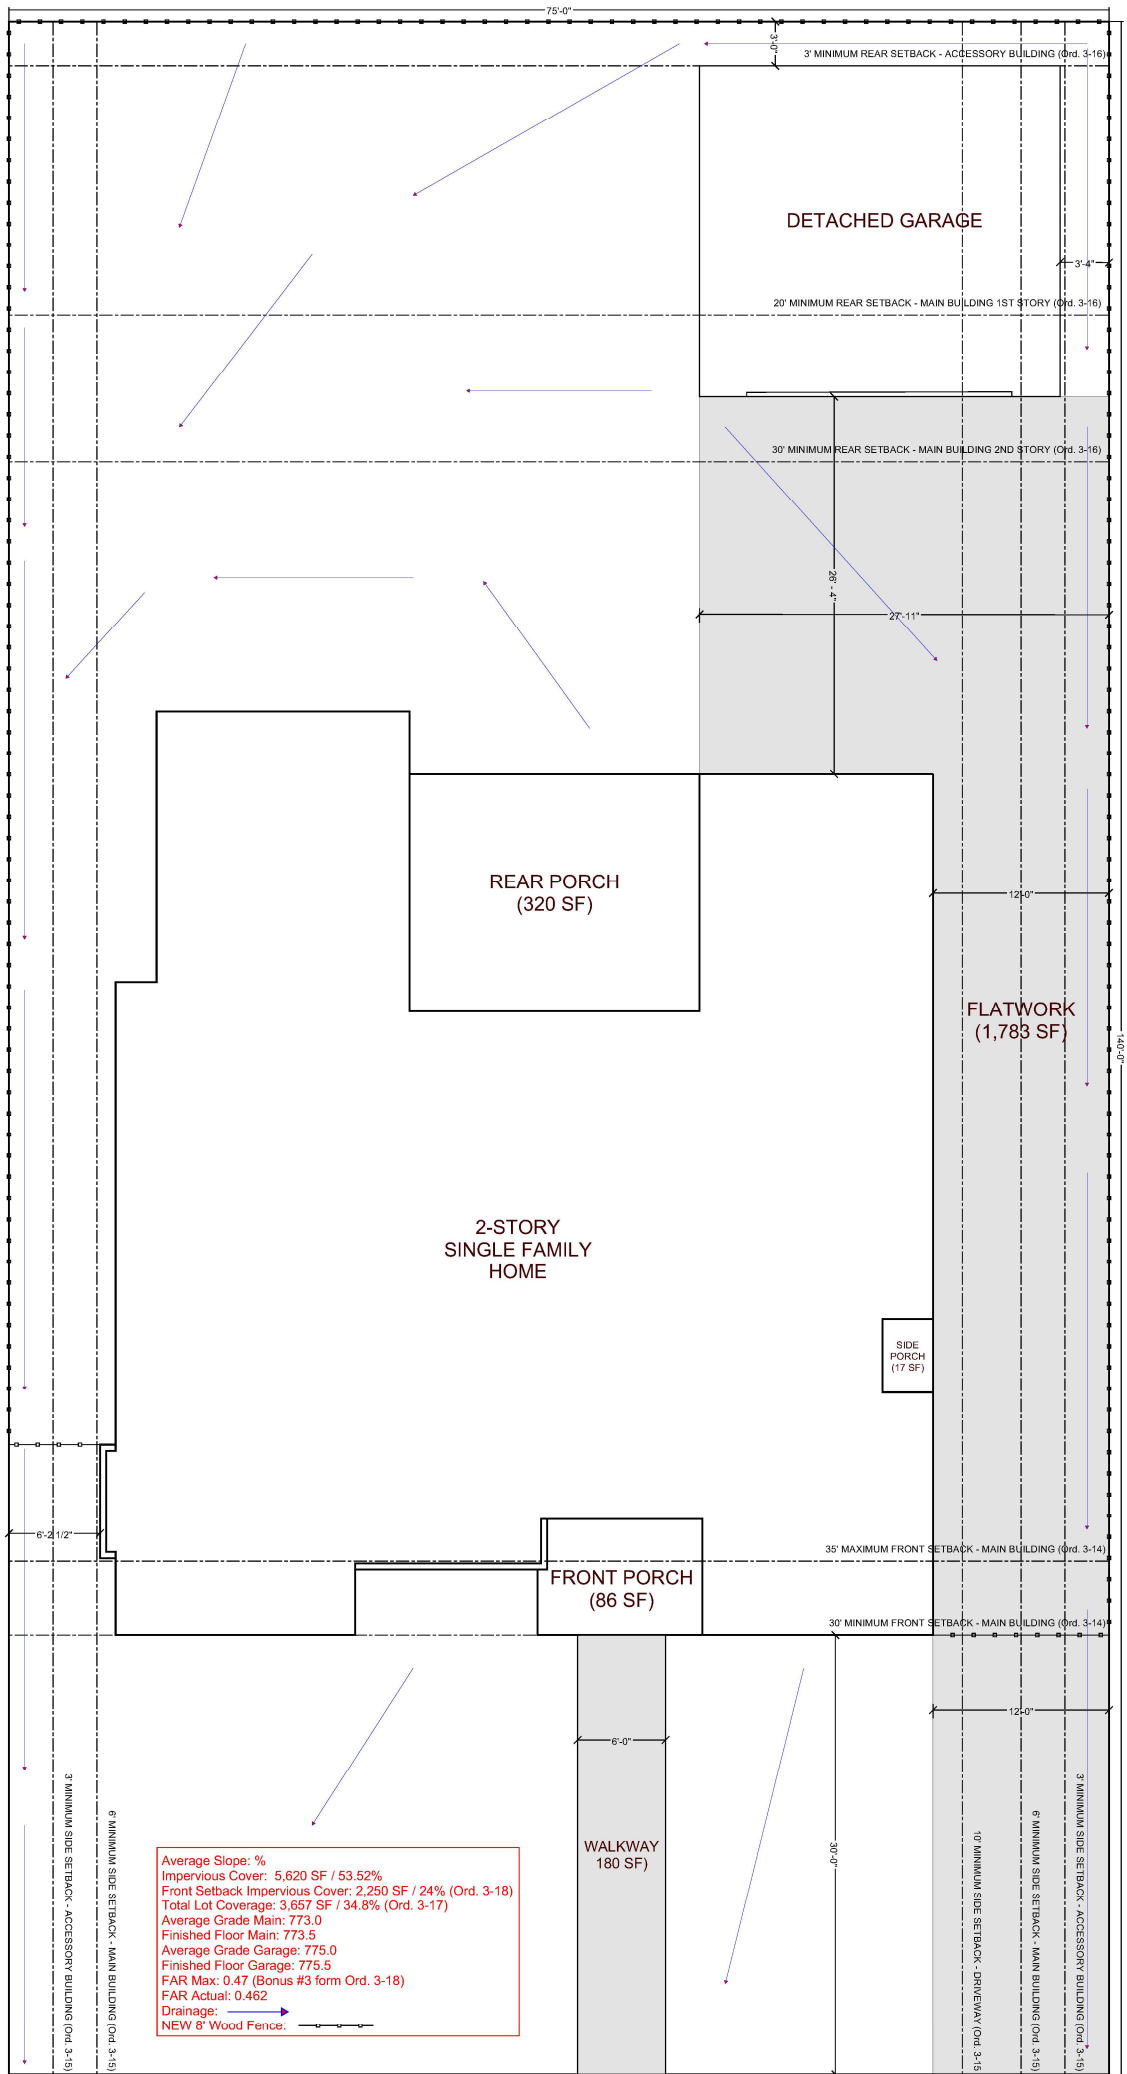 75'-0"
3'-0"
3' MINIMUM REAR SETBACK - ACCESSORY BUILDING (Ord. 3-16)
DETACHED GARAGE
3'-4"
20' MINIMUM REAR SETBACK - MAIN BUILDING 1ST STORY (Ord. 3-16)
30' MINIMUM REAR SETBACK - MAIN BUILDING 2ND STORY (Ord. 3-16)
26' - 4"
27'-11"
REAR PORCH
(320 SF)
12'-0"
FLATWORK
(1,783 SF)
140'-0"
2-STORY
SINGLE FAMILY
HOME
SIDE
PORCH
(17 SF)
6'-2 1/2"
35' MAXIMUM FRONT SETBACK - MAIN BUILDING (Ord. 3-14)
FRONT PORCH
(86 SF)
30' MINIMUM FRONT SETBACK - MAIN BUILDING (Ord. 3-14)
12'-0"
6'-0"
WALKWAY
180 SF)
30'-0"
3' MINIMUM SIDE SETBACK - ACCESSORY BUILDING (Ord. 3-15)
6' MINIMUM SIDE SETBACK - MAIN BUILDING (Ord. 3-15)
10' MINIMUM SIDE SETBACK - DRIVEWAY (Ord. 3-15
6' MINIMUM SIDE SETBACK - MAIN BUILDING (Ord. 3-15)
3' MINIMUM SIDE SETBACK - ACCESSORY BUILDING (Ord. 3-15)
Average Slope: %
Impervious Cover: 5,620 SF / 53.52%
Front Setback Impervious Cover: 2,250 SF / 24% (Ord. 3-18)
Total Lot Coverage: 3,657 SF / 34.8% (Ord. 3-17)
Average Grade Main: 773.0
Finished Floor Main: 773.5
Average Grade Garage: 775.0
Finished Floor Garage: 775.5
FAR Max: 0.47 (Bonus #3 form Ord. 3-18)
FAR Actual: 0.462
Drainage:
NEW 8' Wood Fence: